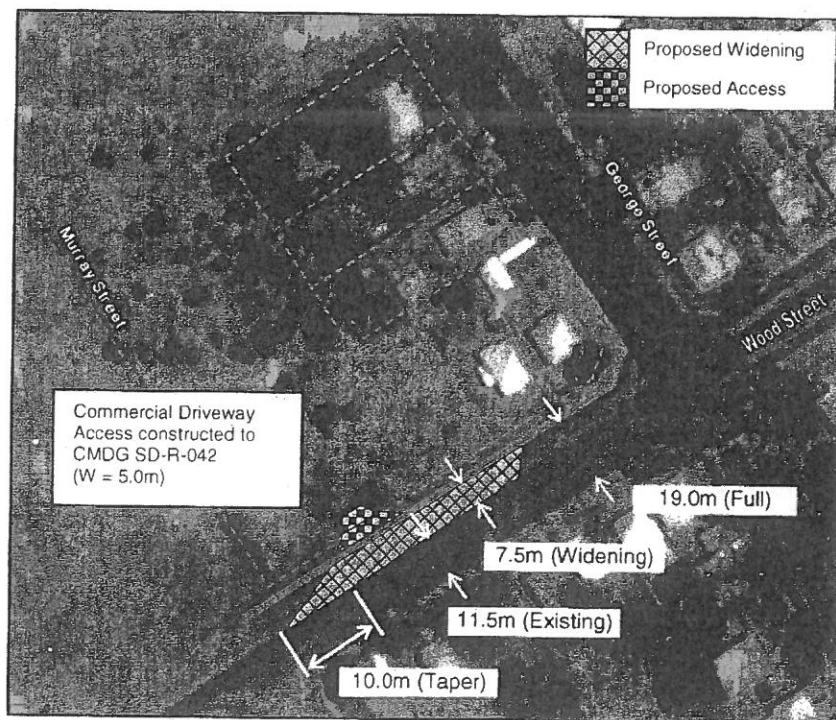 Proposed Widening
Proposed Access
George Street
Murray Street
Wood Street
Commercial Driveway
Access constructed to
CMDG SD-R-042
(W = 5.0m)
19.0m (Full)
7.5m (Widening)
11.5m (Existing)
10.0m (Taper)